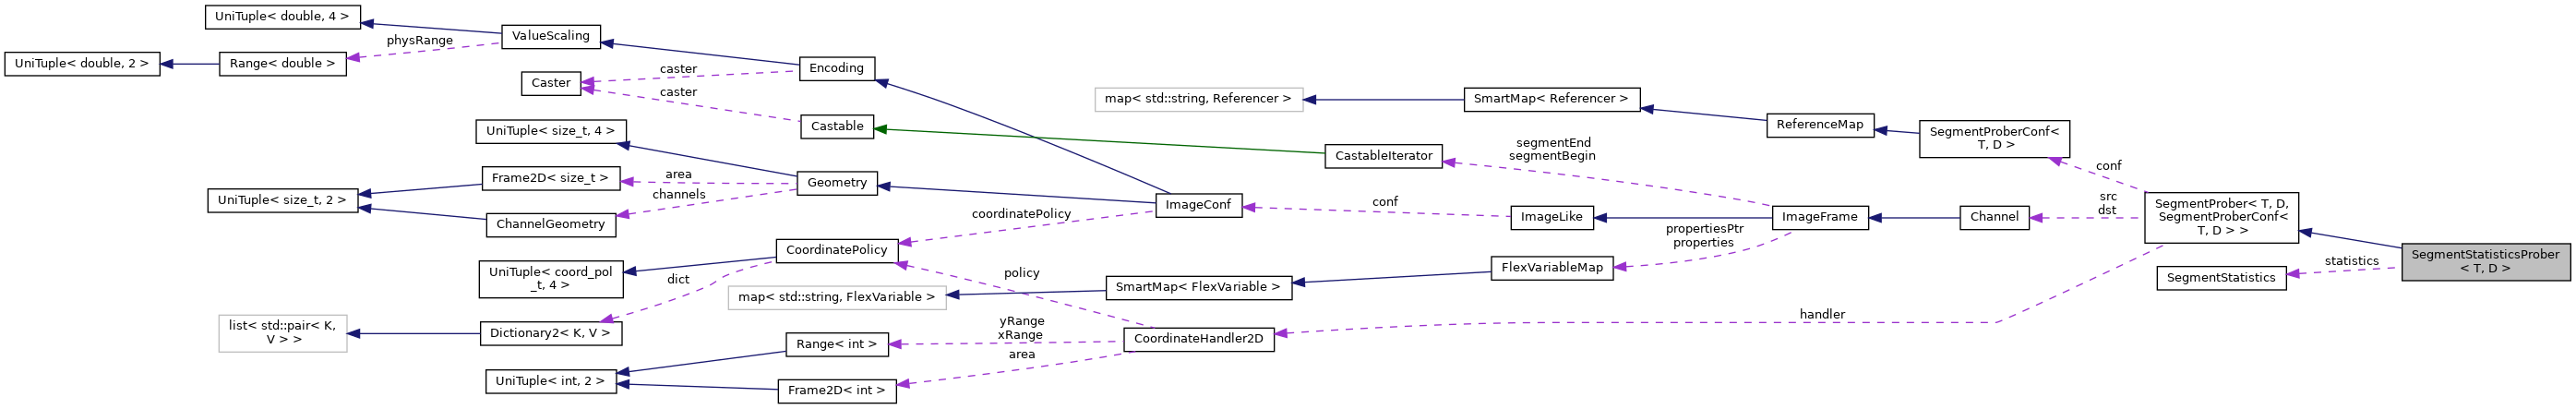 UniTuple< double, 4 >
ValueScaling
physRange
UniTuple< double, 2 >
Range< double >
Encoding
caster
Caster
caster
Castable
map< std::string, Referencer >
SmartMap< Referencer >
ReferenceMap
SegmentProberConf<
T, D >
UniTuple< size_t, 4 >
segmentEnd
segmentBegin
CastableIterator
conf
Frame2D< size_t >
area
channels
Geometry
UniTuple< size_t, 2 >
ChannelGeometry
ImageConf
conf
ImageLike
ImageFrame
Channel
src
dst
SegmentProber< T, D,
SegmentProberConf<
T, D > >
coordinatePolicy
propertiesPtr
properties
CoordinatePolicy
UniTuple< coord_pol
_t, 4 >
dict
policy
FlexVariableMap
SegmentStatisticsProber
< T, D >
statistics
SegmentStatistics
SmartMap< FlexVariable >
map< std::string, FlexVariable >
list< std::pair< K,
V > >
Dictionary2< K, V >
handler
yRange
xRange
CoordinateHandler2D
Range< int >
area
UniTuple< int, 2 >
Frame2D< int >